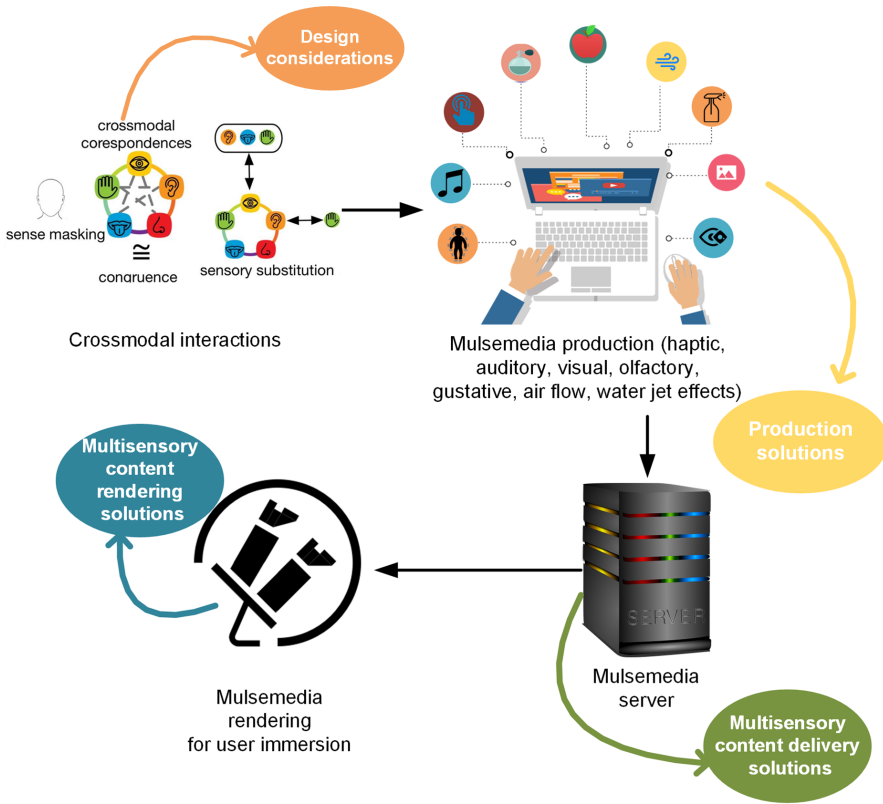 Design
considerations
crossmodal
corespondences
sense masking
≅
congruence
sensory substitution
Crossmodal interactions
Mulsemedia production (haptic,
auditory, visual, olfactory,
gustative, air flow, water jet effects)
Production
solutions
Multisensory
content
rendering
solutions
SERVER
Mulsemedia
server
Mulsemedia
rendering
for user immersion
Multisensory
content delivery
solutions